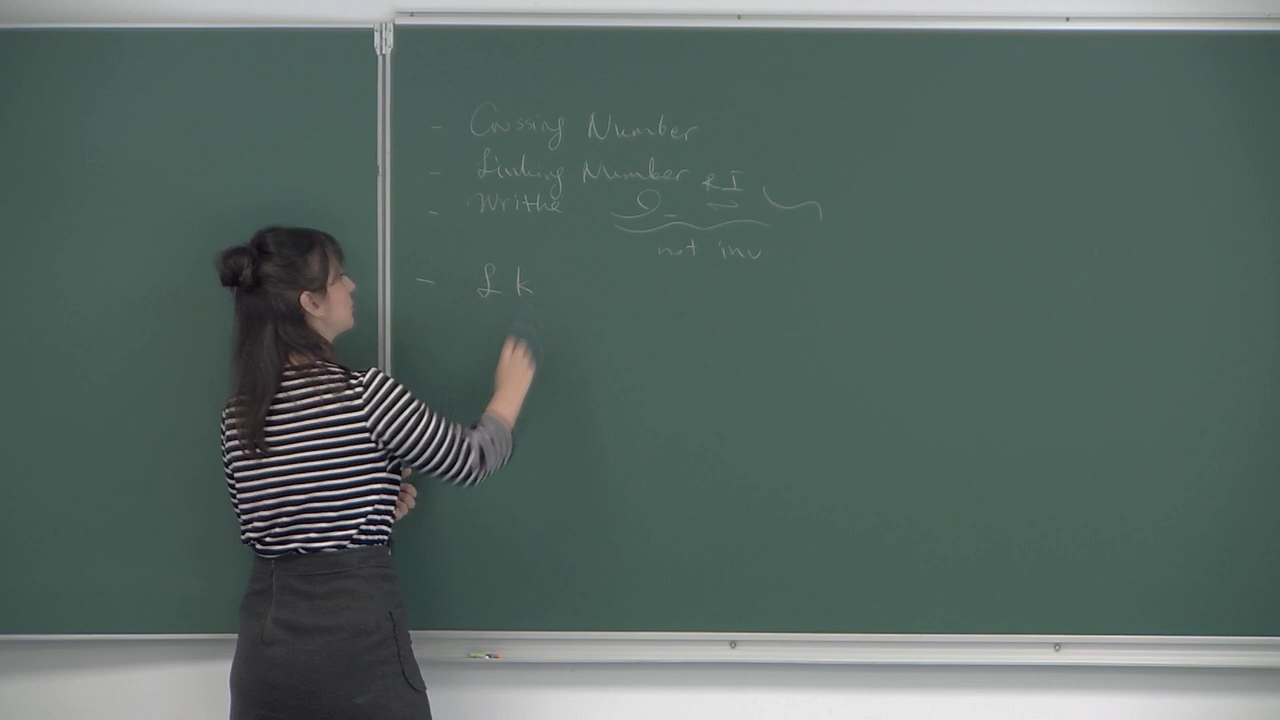 - Crossing Number
- Linking Number
- Writhe RI
not inv
- Lk